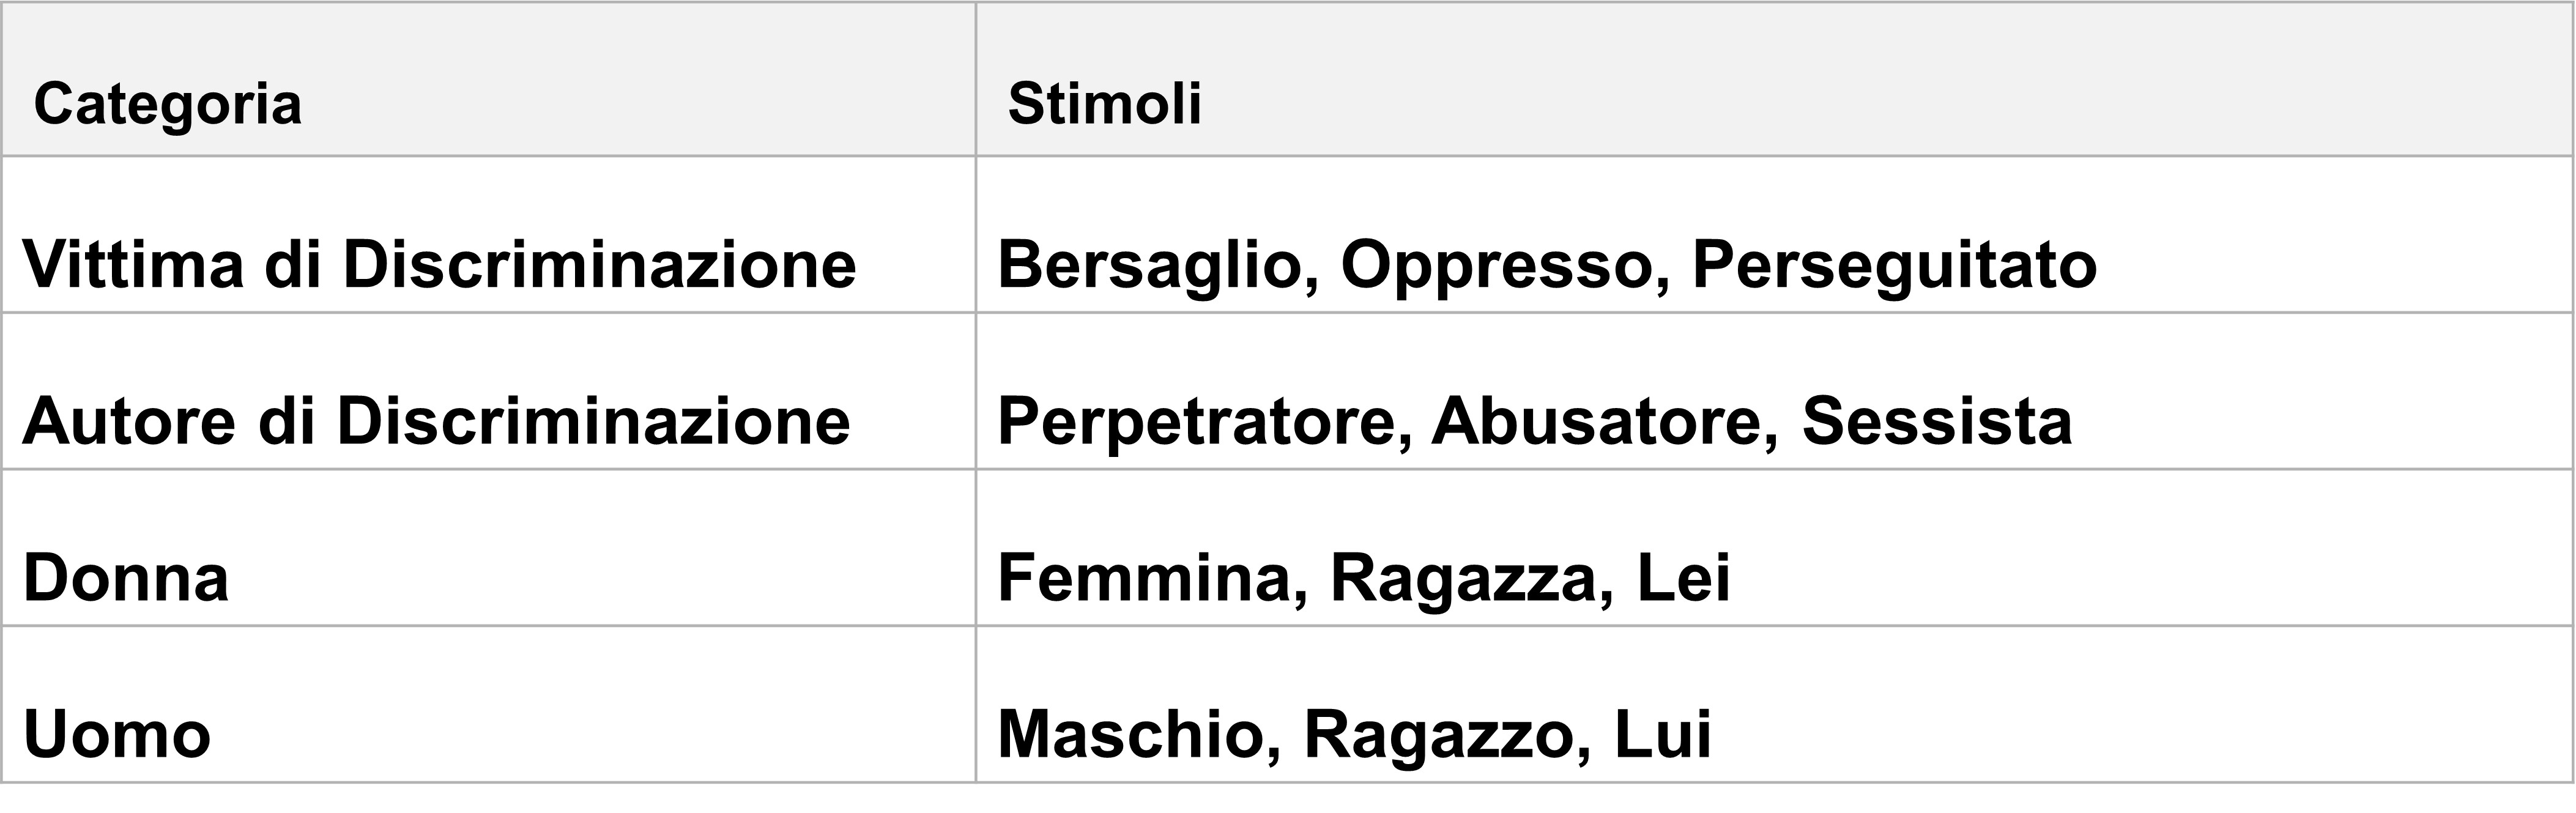 Categoria Stimoli
Vittima di Discriminazione Bersaglio, Oppresso, Perseguitato
Autore di Discriminazione Perpetratore, Abusatore, Sessista
Donna Femmina, Ragazza, Lei
Uomo Maschio, Ragazzo, Lui